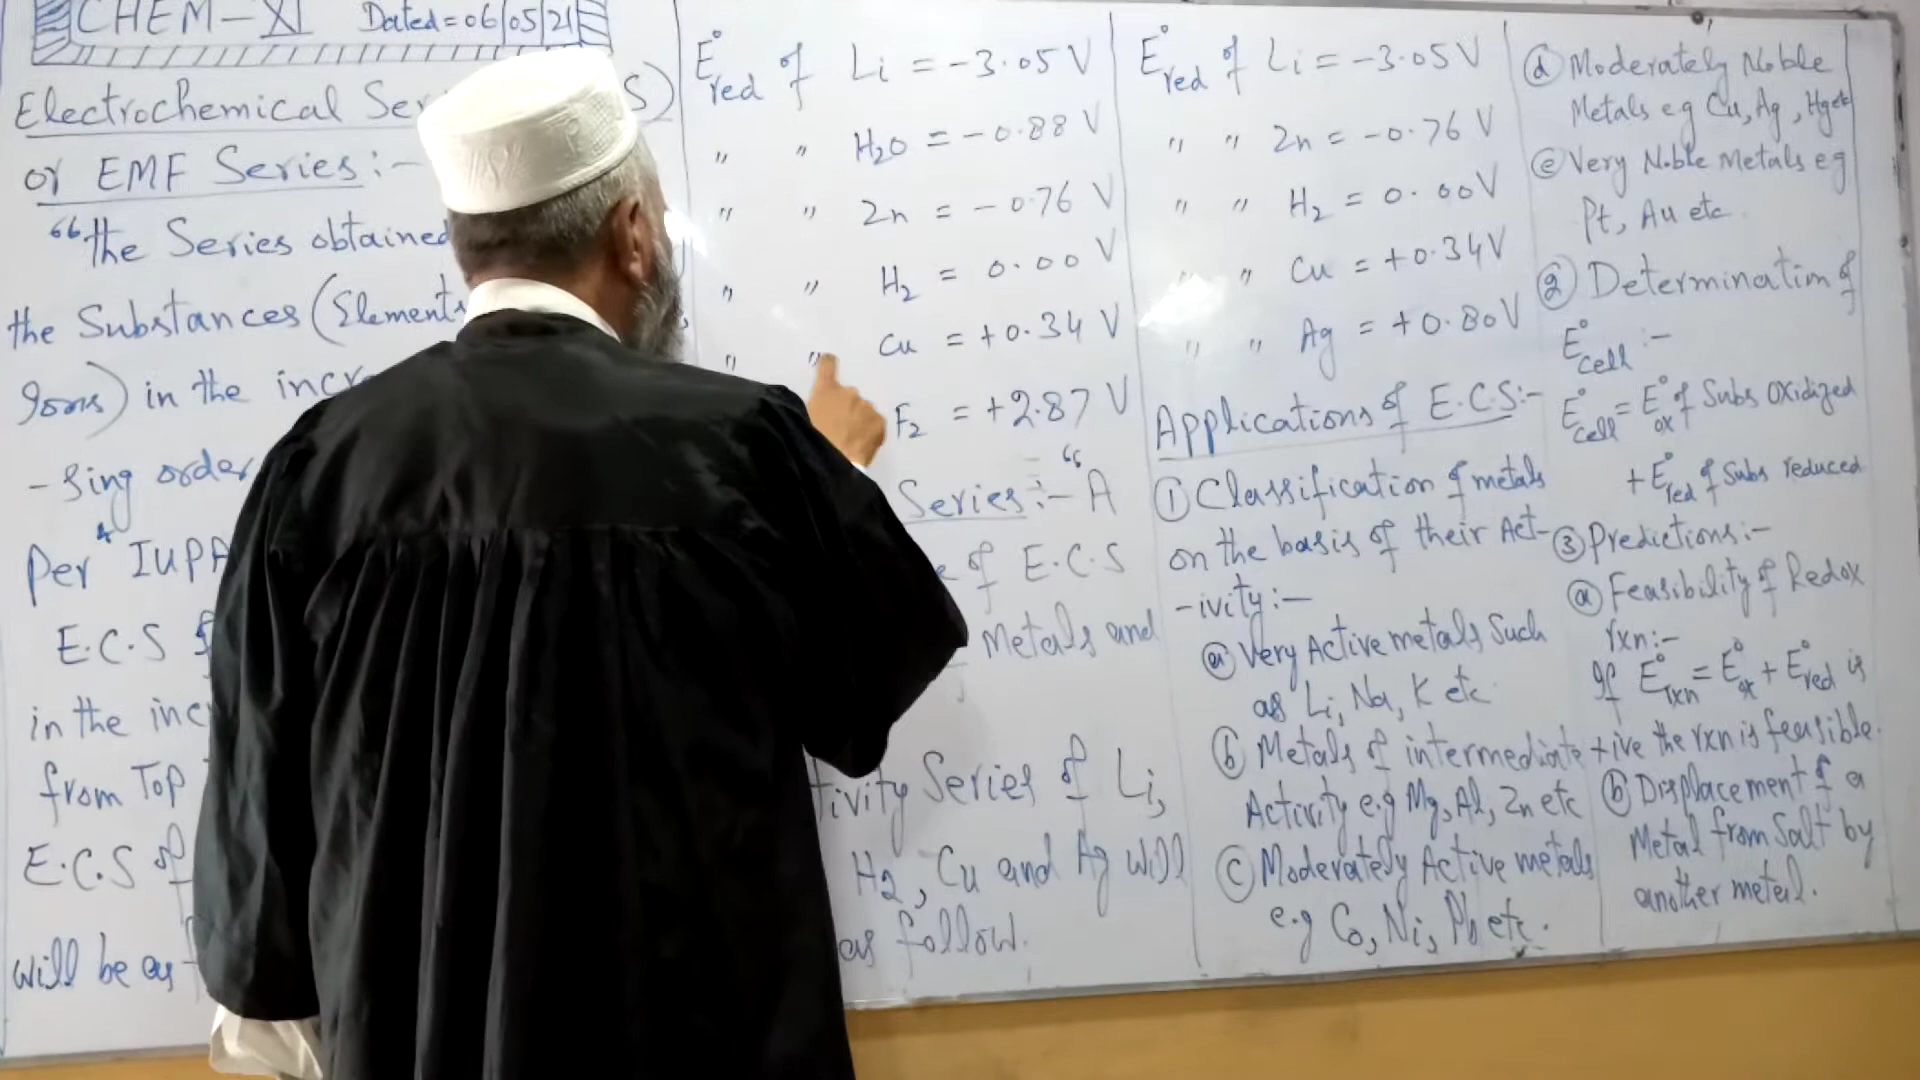 CHEM-XI Dated=06/05/21
Electrochemical Ser S)
or EMF Series:-
"the Series obtained
the Substances (Elements,
Ions) in the incr
-sing order
Per IUPA
E.C.S
in the inc
from Top
E.C.S of
will be as
E°red of Li = -3.05 V
" " H2O = -0.88 V
" " Zn = -0.76 V
" " H2 = 0.00 V
" " Cu = +0.34 V
F2 = +2.87 V
Series:- "A
of E.C.S
Metals and
tivity Series of Li,
H2, Cu and Ag will
as follow.
E°red of Li = -3.05 V
" " Zn = -0.76 V
" " H2 = 0.00 V
" " Cu = +0.34 V
" " Ag = +0.80 V
Applications of E.C.S:-
① Classification of metals
on the basis of their Act-
-ivity:-
ⓐ Very Active metals Such
as Li, Na, K etc
ⓑ Metals of intermediate
Activity e.g Mg, Al, Zn etc
ⓒ Moderately Active metals
e.g Co, Ni, Pb etc.
ⓓ Moderately Noble
Metals eg Cu, Ag, Hg etc
ⓔ Very Noble Metals eg
Pt, Au etc
② Determination of
E°cell :-
E°cell = E°ox of Subs Oxidized
+ E°red of Subs reduced
③ Predictions:-
ⓐ Feasibility of Redox
rxn:-
If E°rxn = E°ox + E°red is
+ive the rxn is feasible.
ⓑ Displacement of a
Metal from Salt by
another metal.